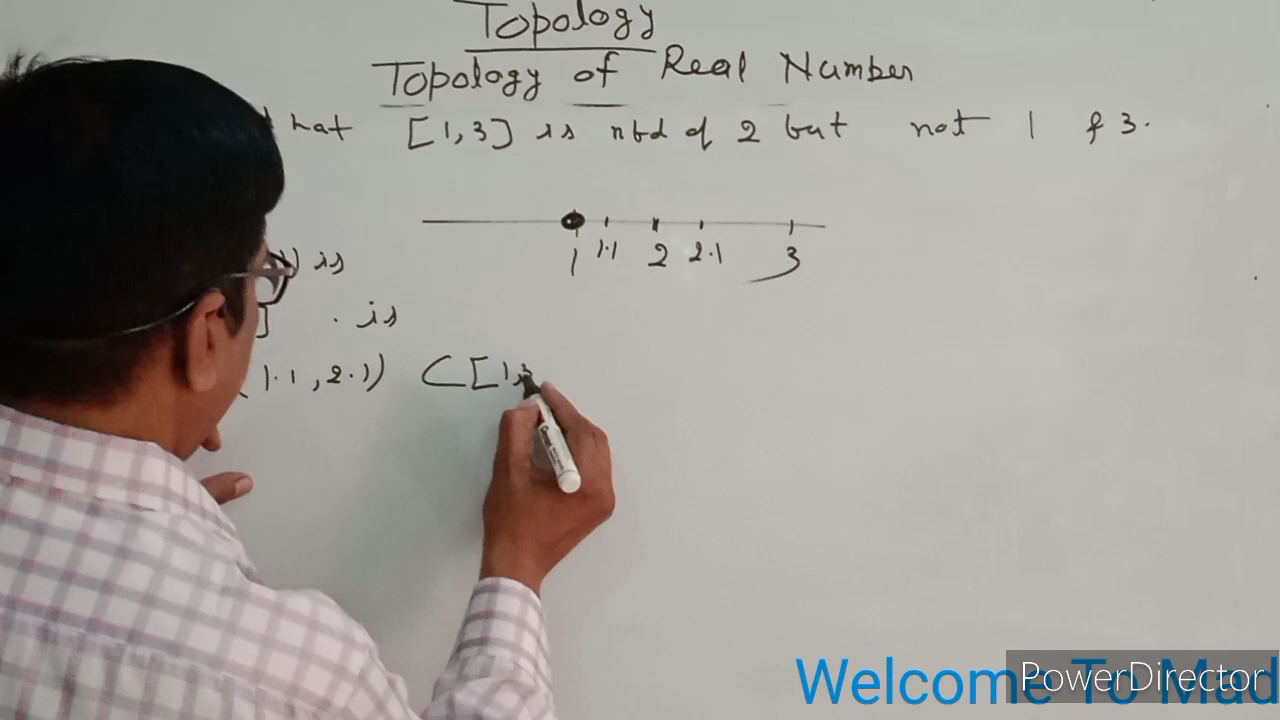 Topology
Topology of Real Number
hat [1,3] is nbd of 2 but not 1 & 3.
1 1.1 2 2.1 3
) is
] . is
( 1.1 , 2.1) ⊂ [1,3
Welcome To Mad
PowerDirector